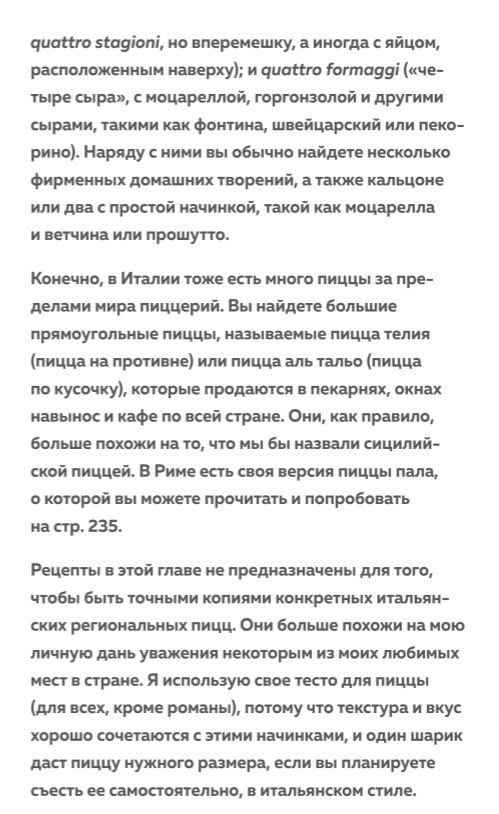 quattro stagioni, но вперемешку, а иногда с яйцом,
расположенным наверху); и quattro formaggi («че-
тыре сыра», с моцареллой, горгонзолой и другими
сырами, такими как фонтина, швейцарский или пеко-
рино). Наряду с ними вы обычно найдете несколько
фирменных домашних творений, а также кальцоне
или два с простой начинкой, такой как моцарелла
и ветчина или прошутто.
Конечно, в Италии тоже есть много пиццы за пре-
делами мира пиццерий. Вы найдете большие
прямоугольные пиццы, называемые пицца телия
(пицца на противне) или пицца аль тальо (пицца
по кусочку), которые продаются в пекарнях, окнах
навынос и кафе по всей стране. Они, как правило,
больше похожи на то, что мы бы назвали сицилий-
ской пиццей. В Риме есть своя версия пиццы пала,
о которой вы можете прочитать и попробовать
на стр. 235.
Рецепты в этой главе не предназначены для того,
чтобы быть точными копиями конкретных итальян-
ских региональных пицц. Они больше похожи на мою
личную дань уважения некоторым из моих любимых
мест в стране. Я использую свое тесто для пиццы
(для всех, кроме романы), потому что текстура и вкус
хорошо сочетаются с этими начинками, и один шарик
даст пиццу нужного размера, если вы планируете
съесть ее самостоятельно, в итальянском стиле.